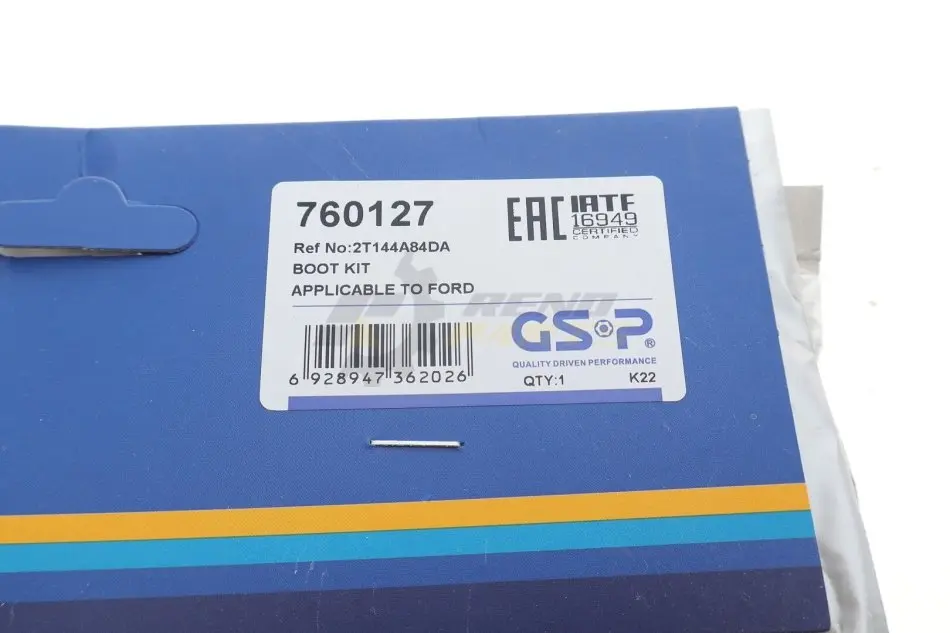 760127
Ref No:2T144A84DA
BOOT KIT
APPLICABLE TO FORD
EAC
IATF
16949
CERTIFIED
COMPANY
RENO
GSP®
QUALITY DRIVEN PERFORMANCE
6 928947 362026
QTY:1 K22